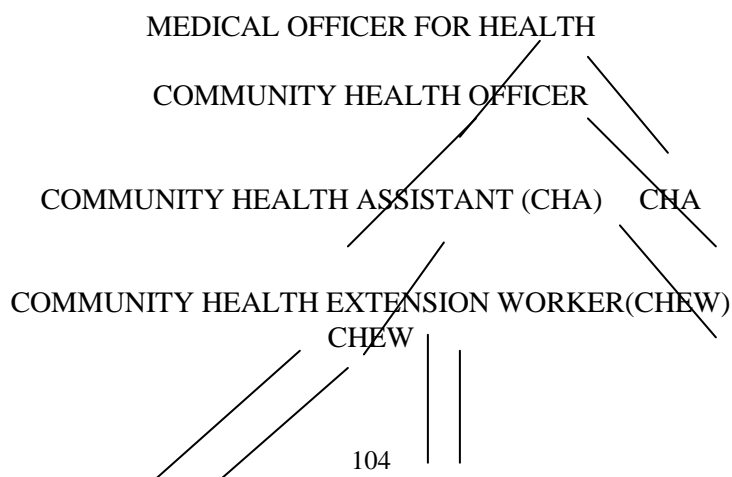 MEDICAL OFFICER FOR HEALTH
COMMUNITY HEALTH OFFICER
COMMUNITY HEALTH ASSISTANT (CHA) CHA
COMMUNITY HEALTH EXTENSION WORKER(CHEW)
CHEW
104